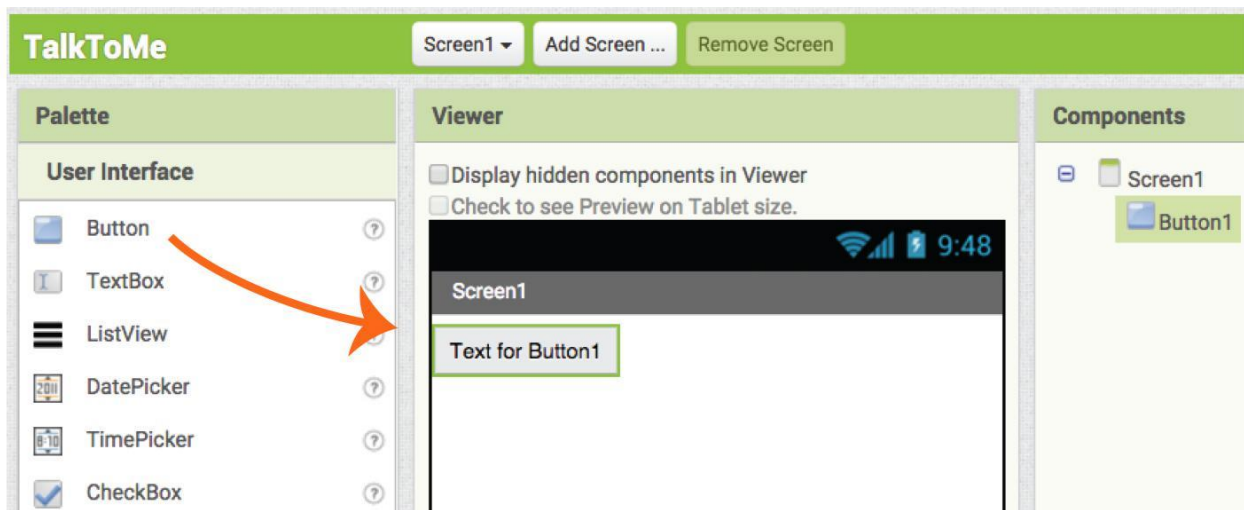 TalkToMe
Screen1 Add Screen ... Remove Screen
Palette
User Interface
Button ?
TextBox ?
ListView
DatePicker ?
TimePicker ?
CheckBox ?
Viewer
Display hidden components in Viewer
Check to see Preview on Tablet size.
9:48
Screen1
Text for Button1
Components
Screen1
Button1